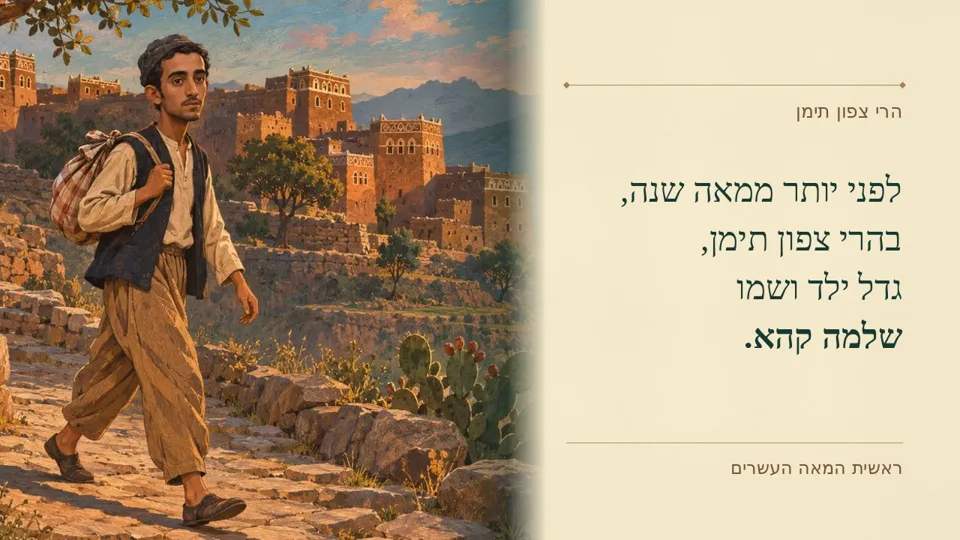 הרי צפון תימן
לפני יותר ממאה שנה,
בהרי צפון תימן,
גדל ילד ושמו
שלמה קהא.
ראשית המאה העשרים